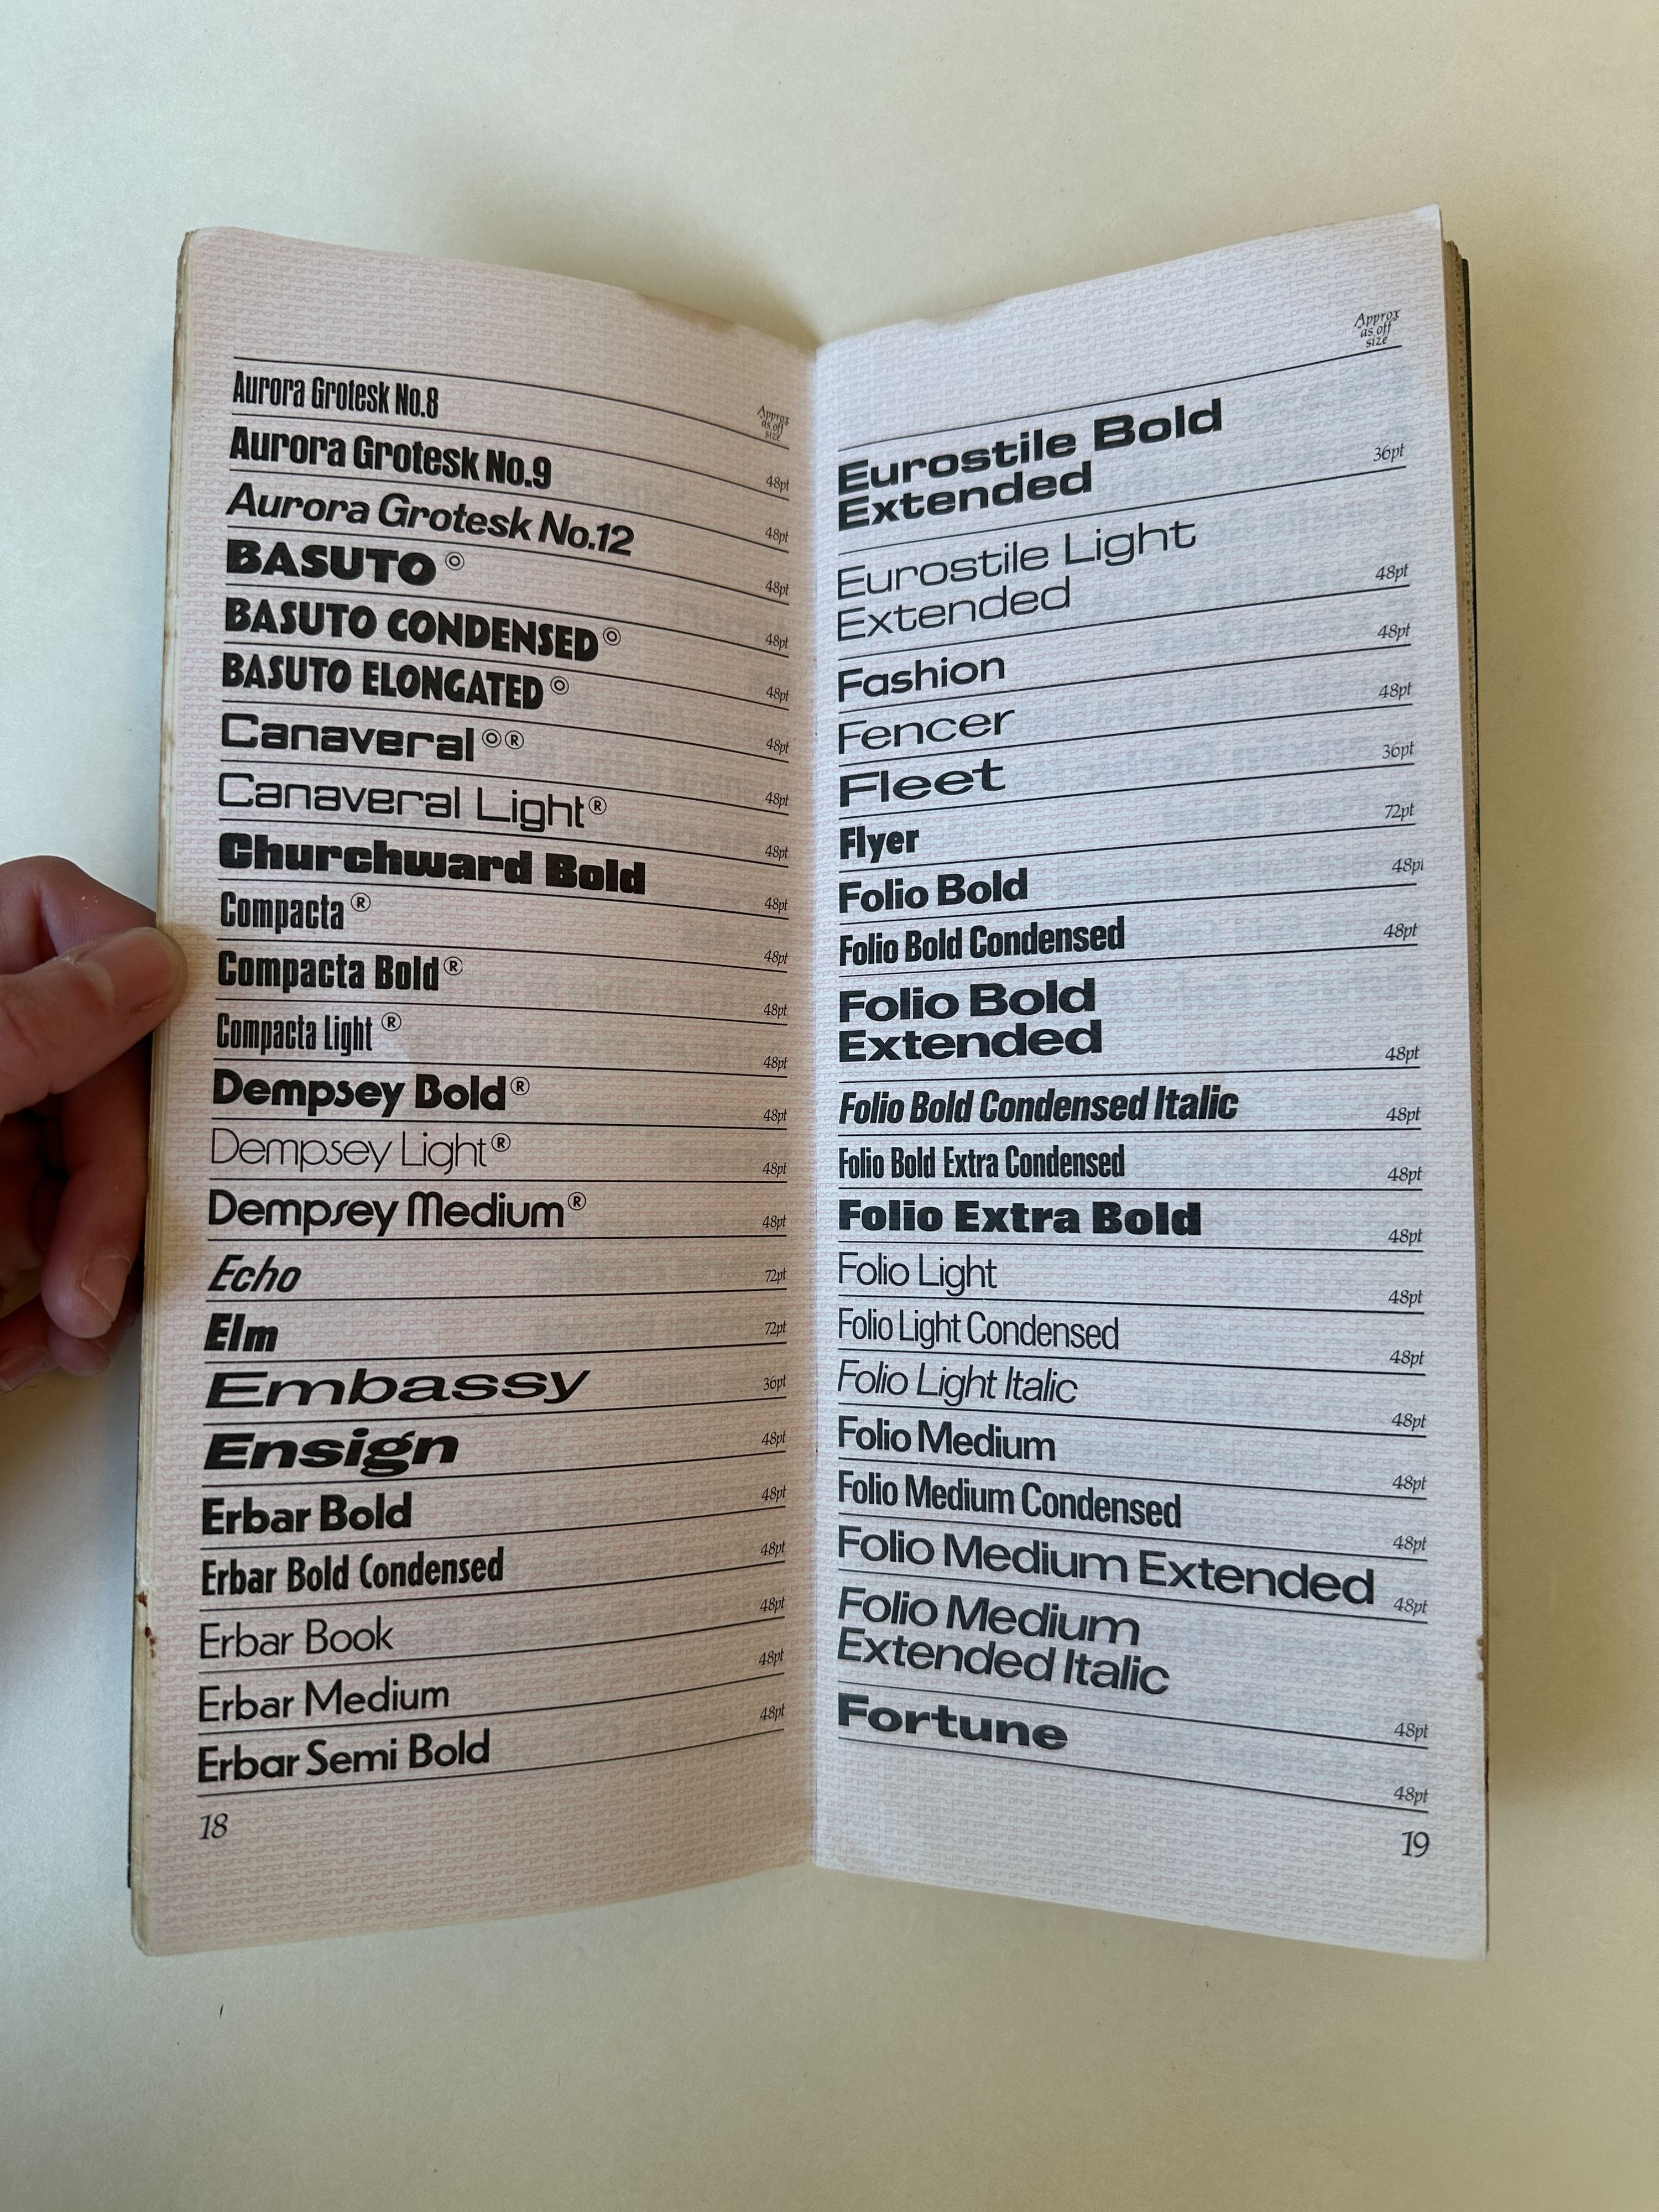 Approx
as off
size
Aurora Grotesk No.8 48pt
Aurora Grotesk No.9 48pt
Aurora Grotesk No.12 48pt
BASUTO © 48pt
BASUTO CONDENSED © 48pt
BASUTO ELONGATED © 48pt
Canaveral ©® 48pt
Canaveral Light® 48pt
Churchward Bold 48pt
Compacta ® 48pt
Compacta Bold® 48pt
Compacta Light ® 48pt
Dempsey Bold® 48pt
Dempsey Light® 48pt
Dempsey Medium® 48pt
Echo 72pt
Elm 72pt
Embassy 36pt
Ensign 48pt
Erbar Bold 48pt
Erbar Bold Condensed 48pt
Erbar Book 48pt
Erbar Medium 48pt
Erbar Semi Bold 48pt
18
Approx
as off
size
Eurostile Bold
Extended 36pt
Eurostile Light
Extended 48pt
Fashion 48pt
Fencer 48pt
Fleet 36pt
Flyer 72pt
Folio Bold 48pt
Folio Bold Condensed 48pt
Folio Bold
Extended 48pt
Folio Bold Condensed Italic 48pt
Folio Bold Extra Condensed 48pt
Folio Extra Bold 48pt
Folio Light 48pt
Folio Light Condensed 48pt
Folio Light Italic 48pt
Folio Medium 48pt
Folio Medium Condensed 48pt
Folio Medium Extended 48pt
Folio Medium
Extended Italic 48pt
Fortune 48pt
19